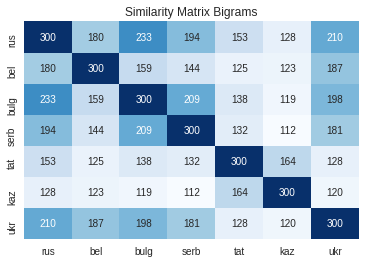 Similarity Matrix Bigrams
rus 300 180 233 194 153 128 210
bel 180 300 159 144 125 123 187
bulg 233 159 300 209 138 119 198
serb 194 144 209 300 132 112 181
tat 153 125 138 132 300 164 128
kaz 128 123 119 112 164 300 120
ukr 210 187 198 181 128 120 300
rus bel bulg serb tat kaz ukr